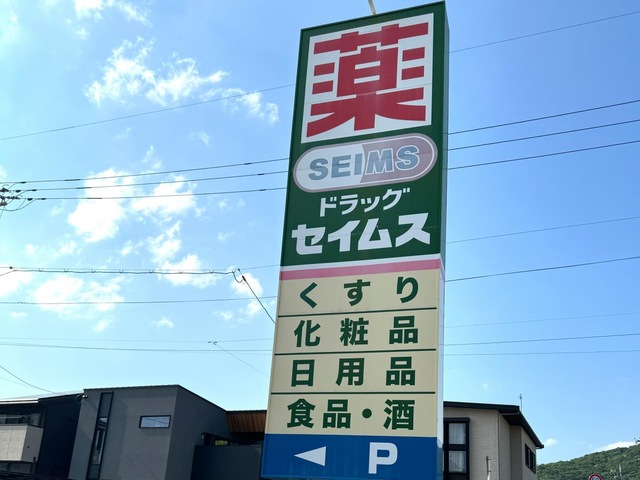 薬
SEIMS
ドラッグ
セイムス
くすり
化粧品
日用品
食品・酒
◀ P